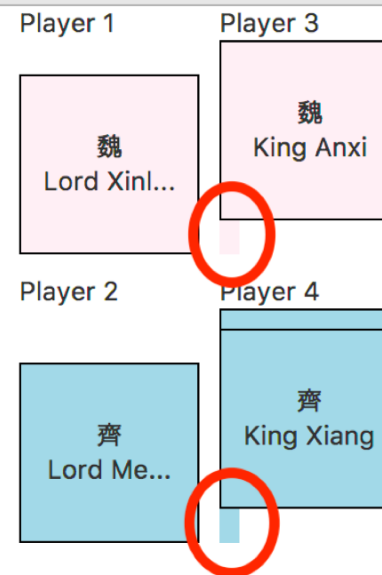 Player 1
Player 3
魏
Lord Xinl...
魏
King Anxi
Player 2
Player 4
齊
Lord Me...
齊
King Xiang